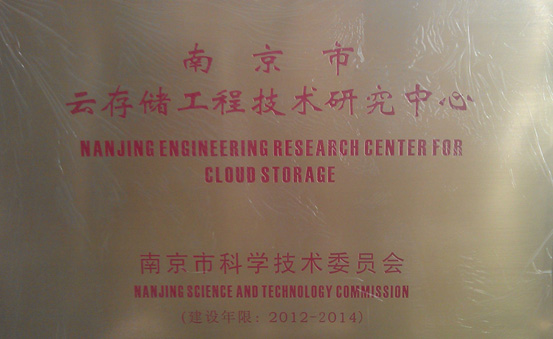 南京市
云存储工程技术研究中心
NANJING ENGINEERING RESEARCH CENTER FOR
CLOUD STORAGE
南京市科学技术委员会
NANJING SCIENCE AND TECHNOLOGY COMMISSION
(建设年限：2012-2014)